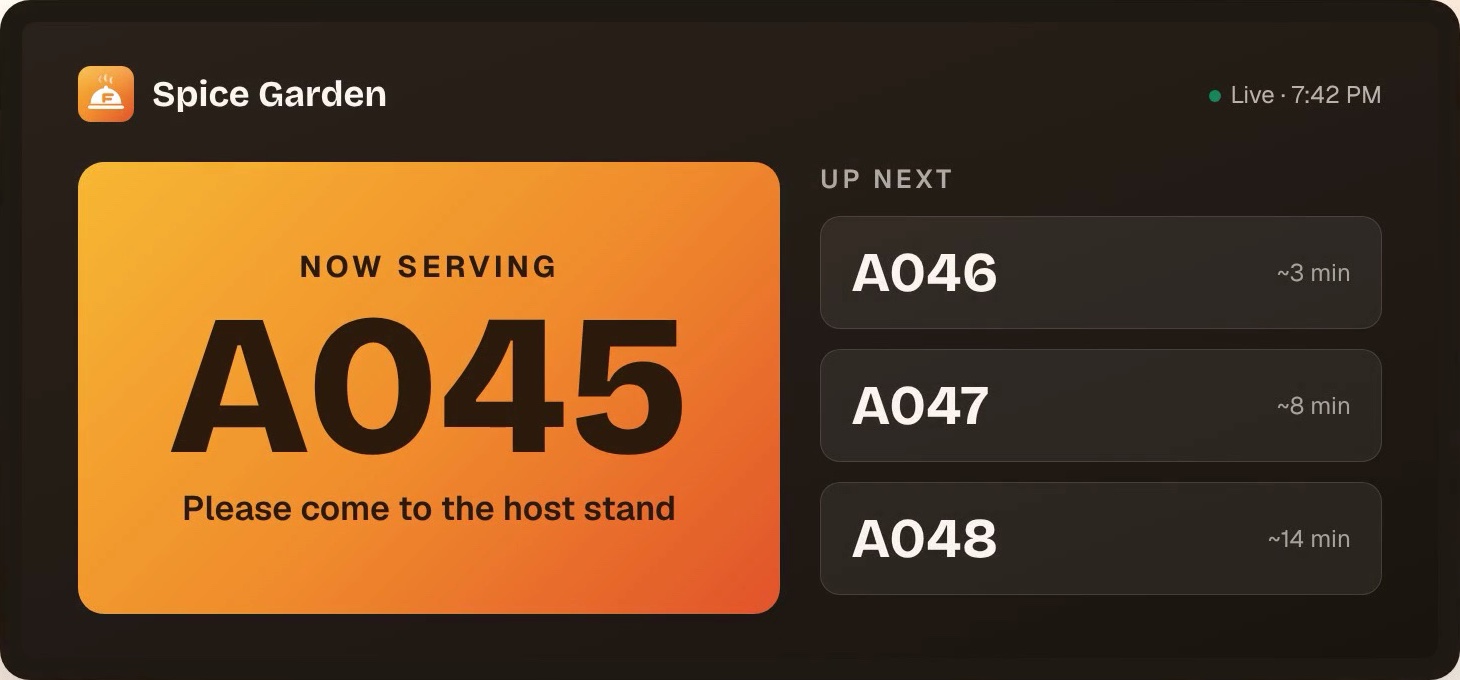 Spice Garden
Live · 7:42 PM
NOW SERVING
A045
Please come to the host stand
UP NEXT
A046
~3 min
A047
~8 min
A048
~14 min